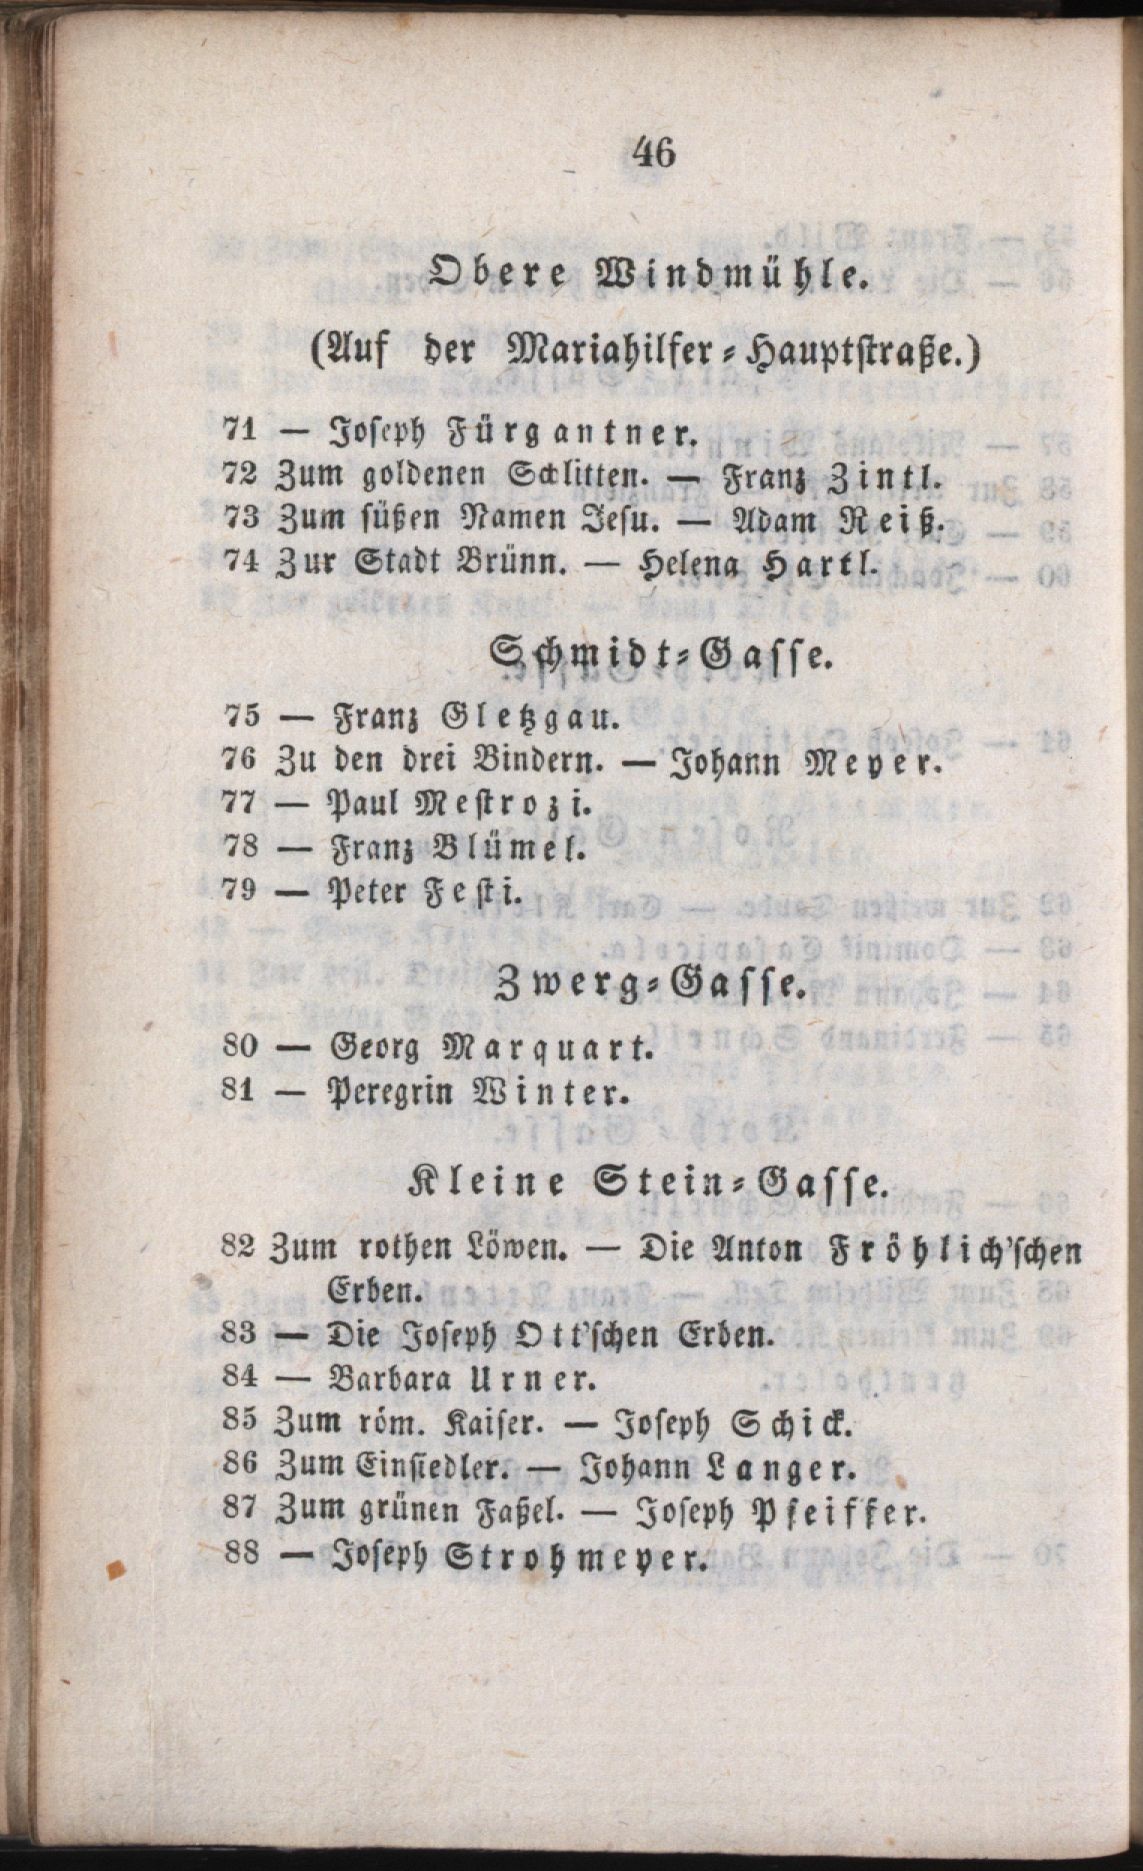 46
Obere Windmühle.
(Auf der Mariahilfer-Hauptstraße.)
71 — Joseph Fürgantner.
72 Zum goldenen Schlitten. — Franz Zintl.
73 Zum süßen Namen Jesu. — Adam Reiß.
74 Zur Stadt Brünn. — Helena Hartl.
Schmidt-Gasse.
75 — Franz Gletzgau.
76 Zu den drei Bindern. — Johann Meyer.
77 — Paul Mestrozi.
78 — Franz Blümel.
79 — Peter Festi.
Zwerg-Gasse.
80 — Georg Marquart.
81 — Peregrin Winter.
Kleine Stein-Gasse.
82 Zum rothen Löwen. — Die Anton Fröhlich'schen
Erben.
83 — Die Joseph Ott'schen Erben.
84 — Barbara Urner.
85 Zum röm. Kaiser. — Joseph Schick.
86 Zum Einsiedler. — Johann Langer.
87 Zum grünen Faßel. — Joseph Pfeiffer.
88 — Joseph Strohmeyer.